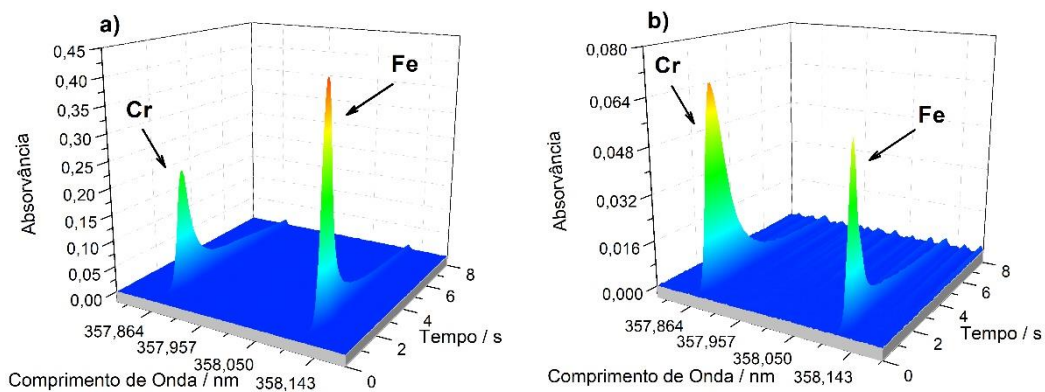 a)
0,45
0,40
0,35
0,30
0,25
0,20
0,15
0,10
0,05
0,00
Absorvância
Cr
Fe
357,864
357,957
358,050
358,143
Comprimento de Onda / nm
0
2
4
6
8
Tempo / s
b)
0,080
0,064
0,048
0,032
0,016
0,000
Absorvância
Cr
Fe
357,864
357,957
358,050
358,143
Comprimento de Onda / nm
0
2
4
6
8
Tempo / s